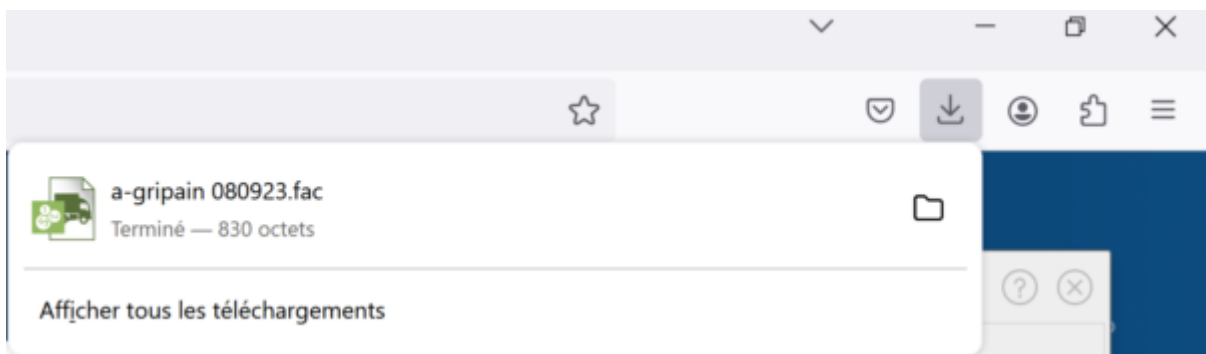 a-gripain 080923.fac
Terminé — 830 octets
Afficher tous les téléchargements